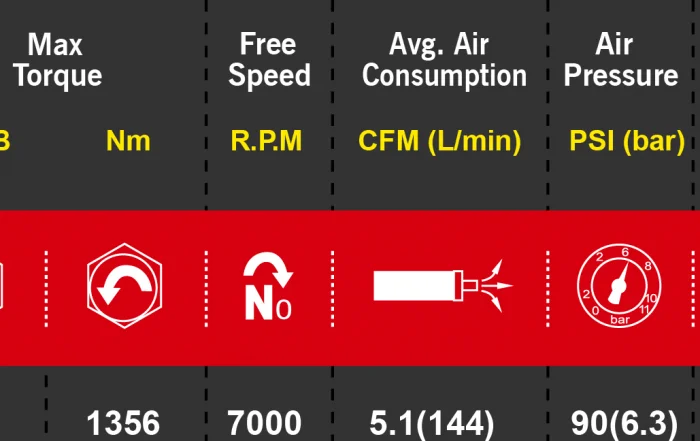 Max
Torque
Free
Speed
Avg. Air
Consumption
Air
Pressure
Nm
R.P.M
CFM (L/min)
PSI (bar)
N0
2
0
2
6
8
10
11
bar
1356
7000
5.1(144)
90(6.3)